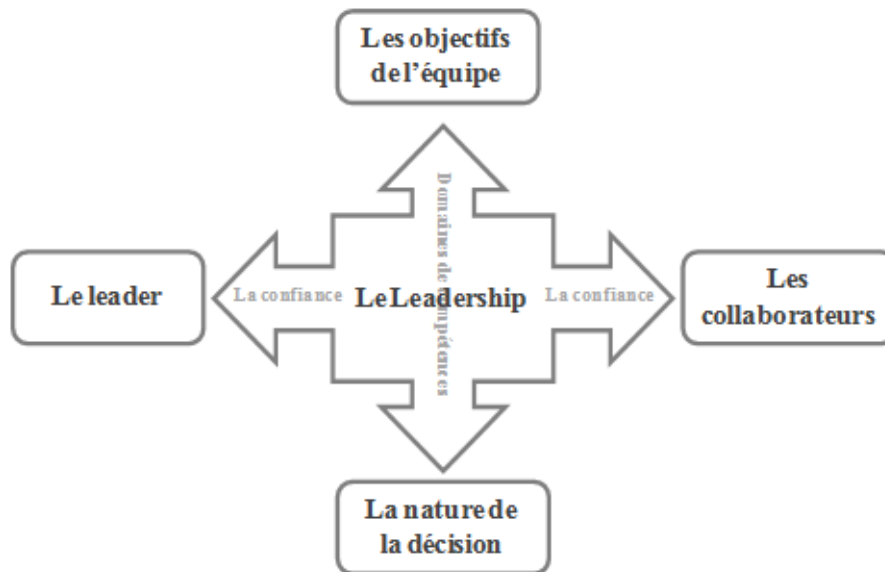 Les objectifs
de l'équipe
Domaines de compétences
Le leader
La confiance
Le Leadership
La confiance
Les
collaborateurs
La nature de
la décision